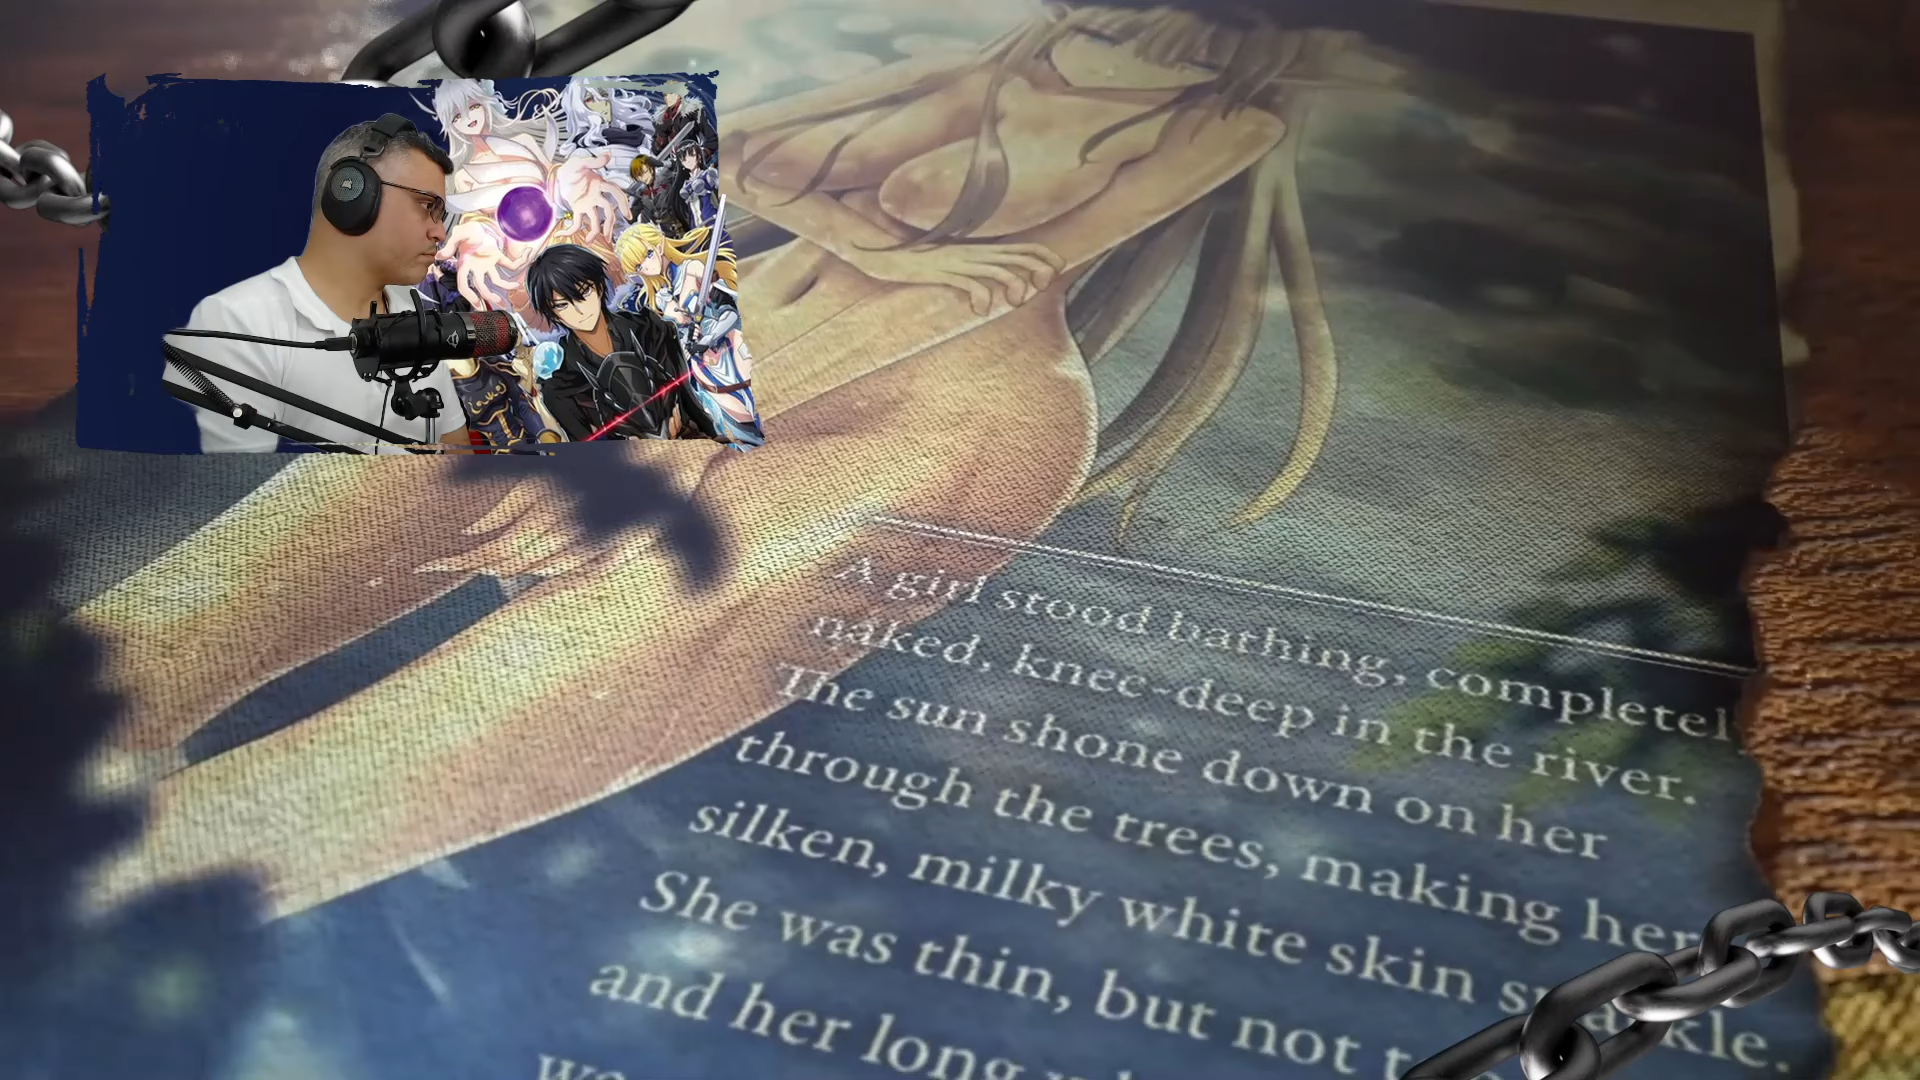 A girl stood bathing, completel
naked, knee-deep in the river.
The sun shone down on her
through the trees, making her
silken, milky white skin
She was thin, but not
and her long